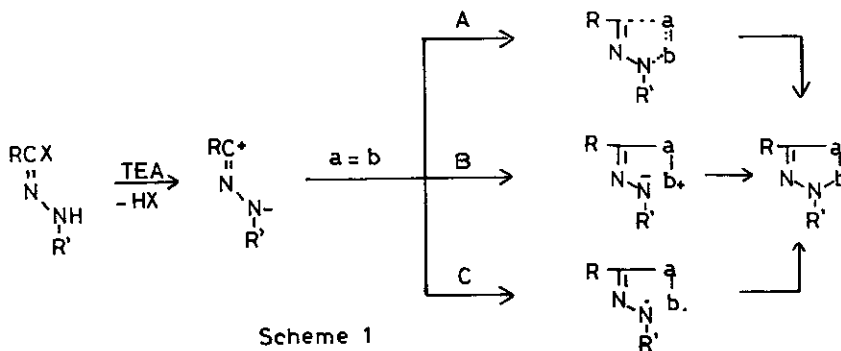 A
R a
N N b
R'
RCX
N
NH
R'
TEA
-HX
RC+
N
N-
R'
a = b
B
R a
N N- b+
R'
R a
N N b
R'
C
R a
N N· b·
R'
Scheme 1